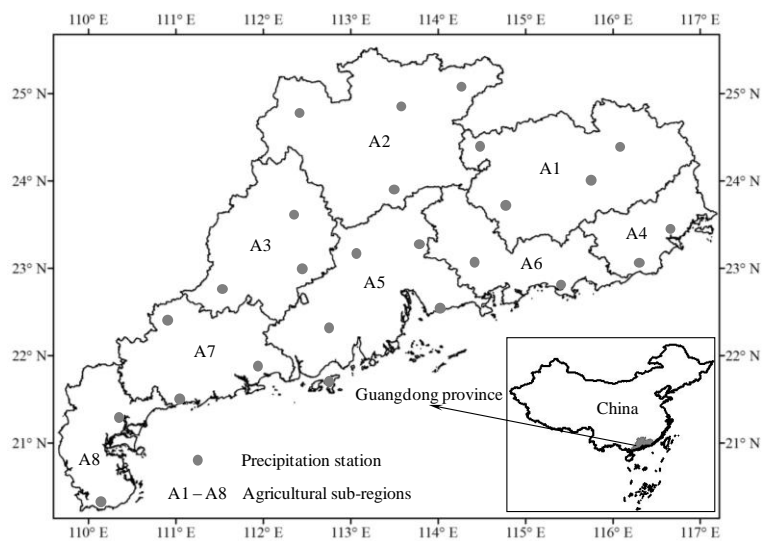 110° E 111° E 112° E 113° E 114° E 115° E 116° E 117° E
25° N 25° N
A2
A1
24° N 24° N
A3
A4
A6
23° N 23° N
A5
A7
22° N 22° N
Guangdong province
China
21° N 21° N
A8
Precipitation station
A1 – A8 Agricultural sub-regions
110° E 111° E 112° E 113° E 114° E 115° E 116° E 117° E